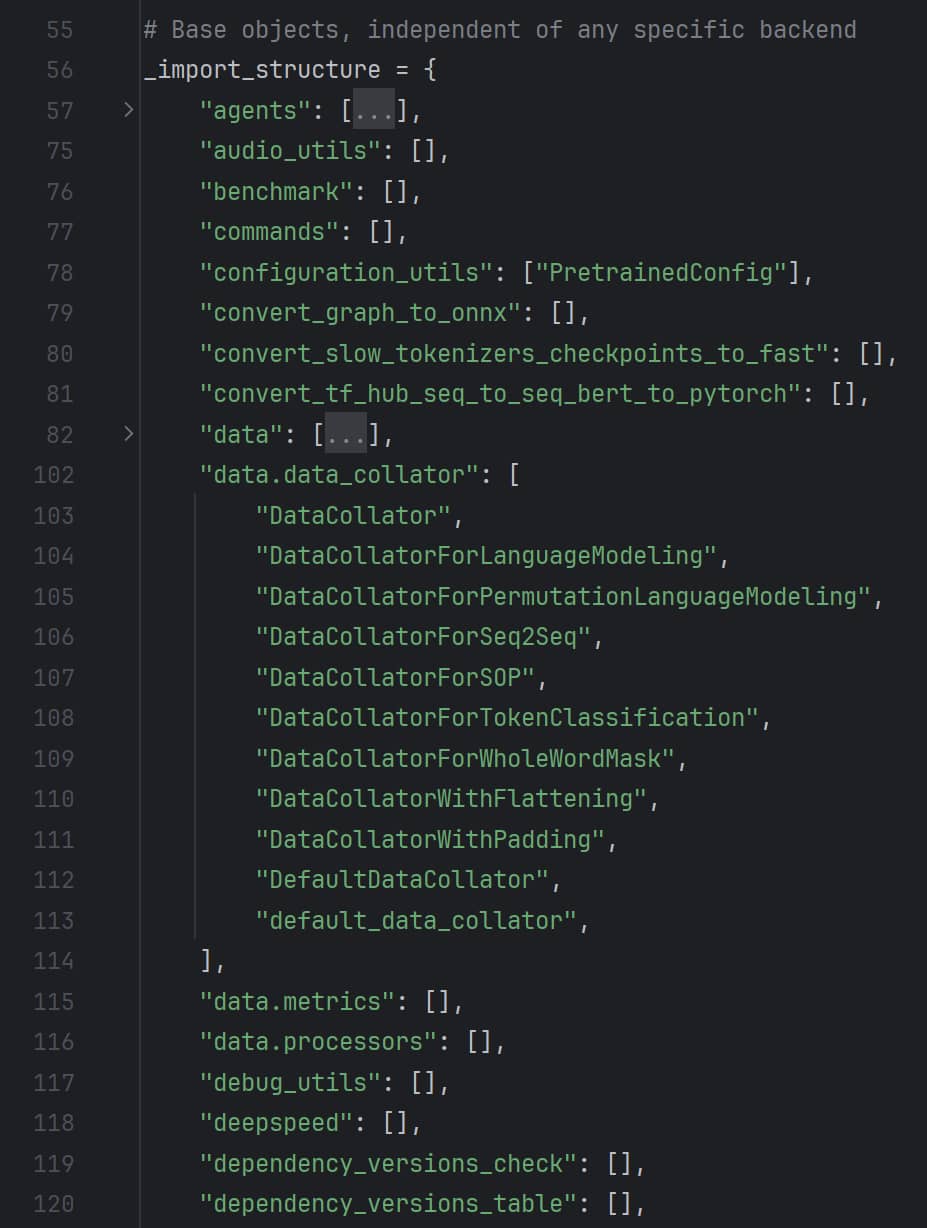 55 # Base objects, independent of any specific backend
56 _import_structure = {
57 "agents": [...],
75 "audio_utils": [],
76 "benchmark": [],
77 "commands": [],
78 "configuration_utils": ["PretrainedConfig"],
79 "convert_graph_to_onnx": [],
80 "convert_slow_tokenizers_checkpoints_to_fast": [],
81 "convert_tf_hub_seq_to_seq_bert_to_pytorch": [],
82 "data": [...],
102 "data.data_collator": [
103 "DataCollator",
104 "DataCollatorForLanguageModeling",
105 "DataCollatorForPermutationLanguageModeling",
106 "DataCollatorForSeq2Seq",
107 "DataCollatorForSOP",
108 "DataCollatorForTokenClassification",
109 "DataCollatorForWholeWordMask",
110 "DataCollatorWithFlattening",
111 "DataCollatorWithPadding",
112 "DefaultDataCollator",
113 "default_data_collator",
114 ],
115 "data.metrics": [],
116 "data.processors": [],
117 "debug_utils": [],
118 "deepspeed": [],
119 "dependency_versions_check": [],
120 "dependency_versions_table": [],